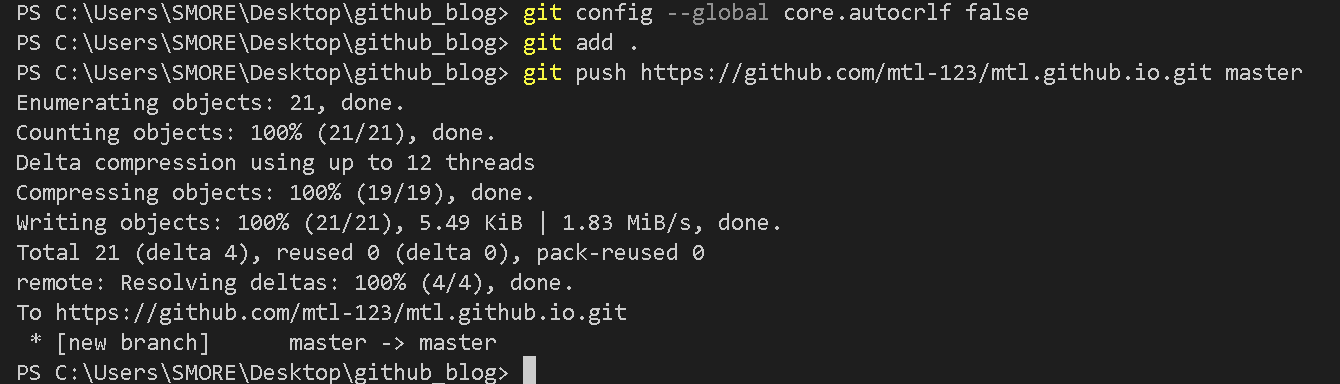 PS C:\Users\SMORE\Desktop\github_blog> git config --global core.autocrlf false
PS C:\Users\SMORE\Desktop\github_blog> git add .
PS C:\Users\SMORE\Desktop\github_blog> git push https://github.com/mtl-123/mtl.github.io.git master
Enumerating objects: 21, done.
Counting objects: 100% (21/21), done.
Delta compression using up to 12 threads
Compressing objects: 100% (19/19), done.
Writing objects: 100% (21/21), 5.49 KiB | 1.83 MiB/s, done.
Total 21 (delta 4), reused 0 (delta 0), pack-reused 0
remote: Resolving deltas: 100% (4/4), done.
To https://github.com/mtl-123/mtl.github.io.git
 * [new branch]      master -> master
PS C:\Users\SMORE\Desktop\github_blog>